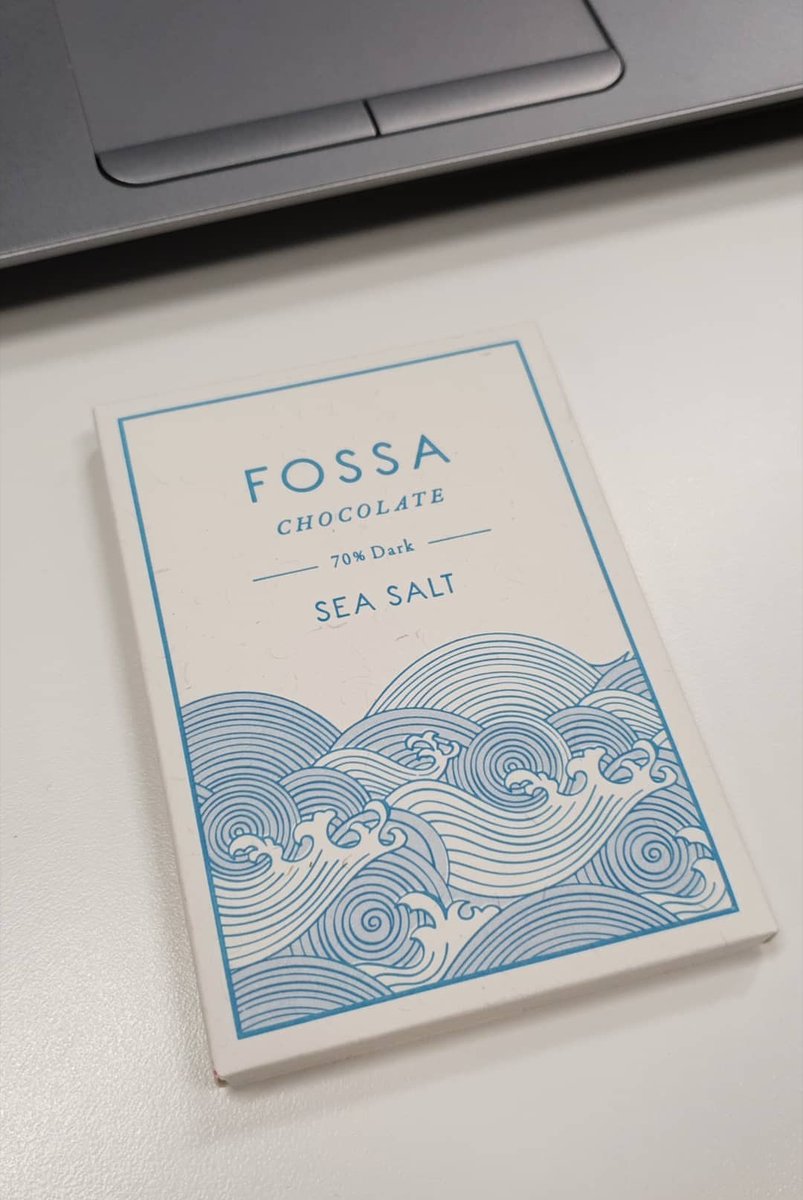 FOSSA
CHOCOLATE
70% Dark
SEA SALT